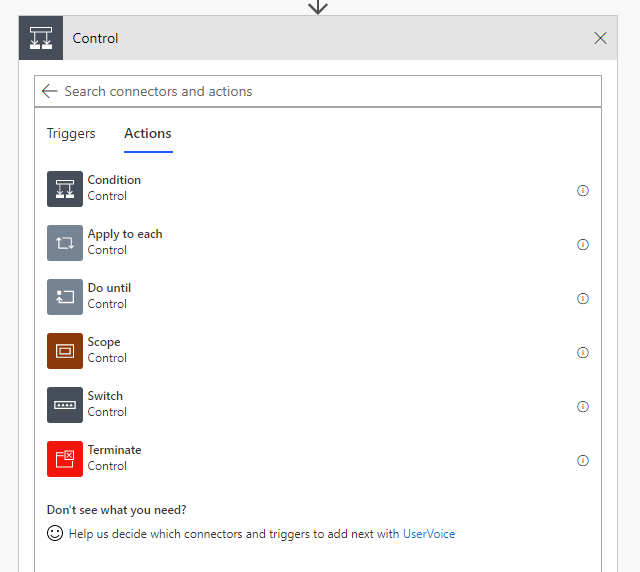 Control
Search connectors and actions
Triggers
Actions
Condition
Control
Apply to each
Control
Do until
Control
Scope
Control
Switch
Control
Terminate
Control
Don't see what you need?
Help us decide which connectors and triggers to add next with UserVoice